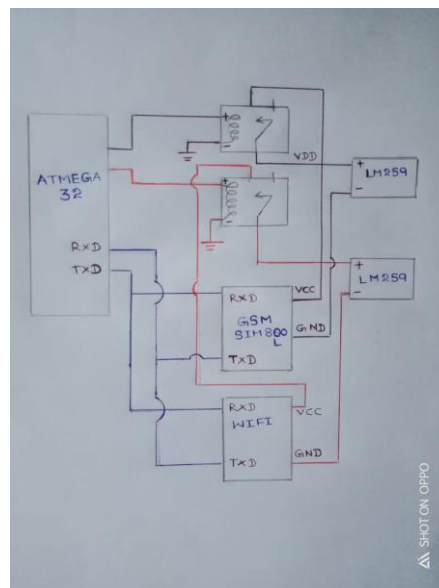 ATMEGA
32
RXD
TXD
+
-
VDD
+
-
LM259
+
-
+
-
LM259
RXD
VCC
GSM
SIM800
L
GND
TXD
RXD
VCC
WIFI
TXD
GND
SHOT ON OPPO